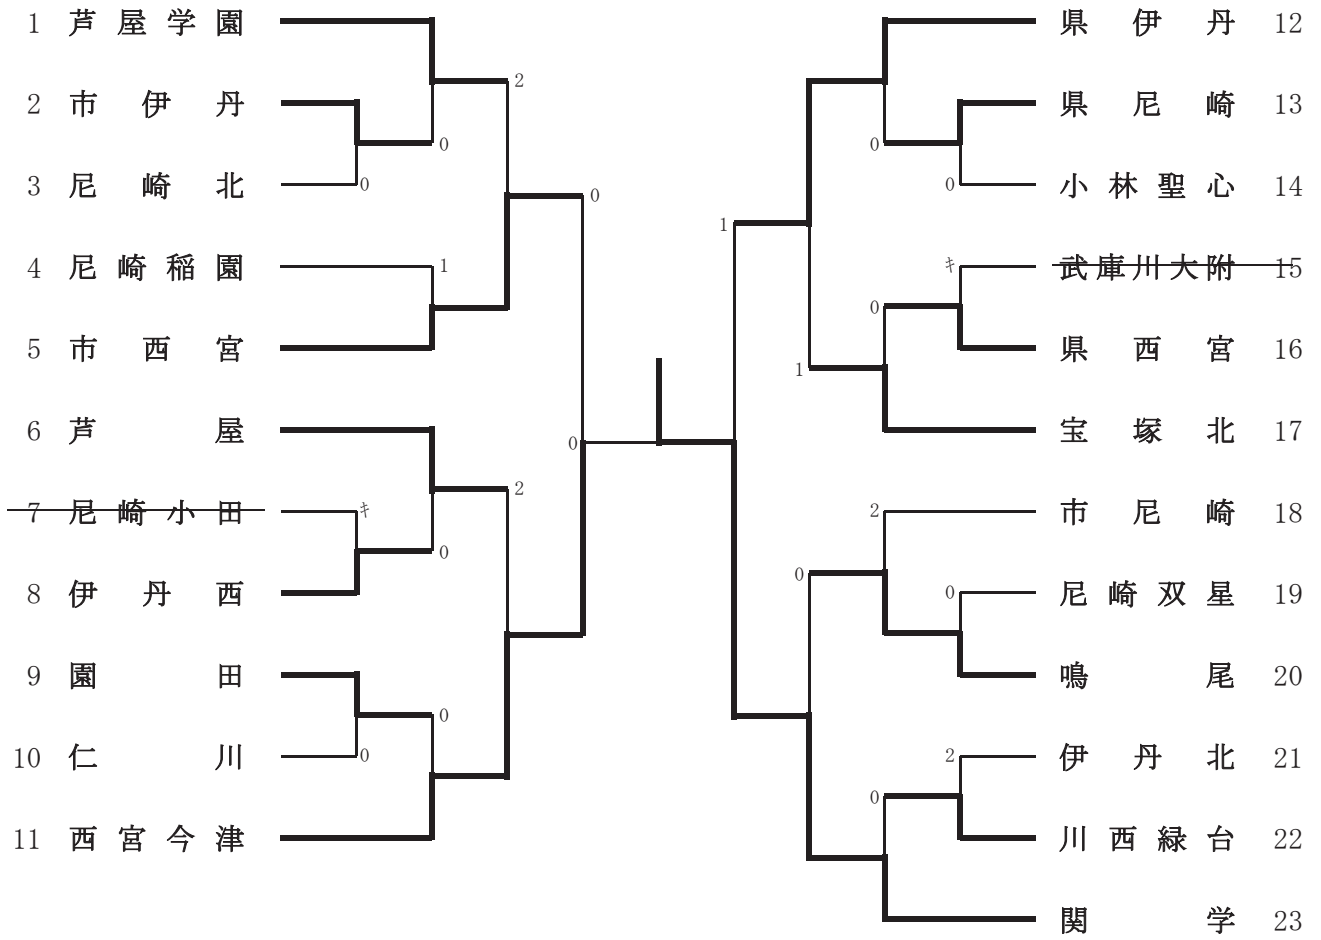 1 芦屋学園
2
2 市伊丹
0
3 尼崎北 0
0
4 尼崎稲園 1
5 市西宮
6 芦屋
0
2
7 尼崎小田 キ
0
8 伊丹西
9 園田
0
10 仁川 0
11 西宮今津
県伊丹 12
県尼崎 13
0
0 小林聖心 14
1
キ 武庫川大附 15
0
県西宮 16
1
宝塚北 17
2 市尼崎 18
0
0 尼崎双星 19
鳴尾 20
2 伊丹北 21
0
川西緑台 22
関学 23